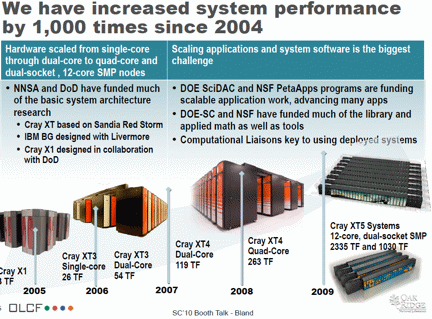 We have increased system performance
by 1,000 times since 2004
Hardware scaled from single-core
through dual-core to quad-core and
dual-socket , 12-core SMP nodes
Scaling applications and system software is the biggest
challenge
• NNSA and DoD have funded much
of the basic system architecture
research
• Cray XT based on Sandia Red Storm
• IBM BG designed with Livermore
• Cray X1 designed in collaboration
with DoD
• DOE SciDAC and NSF PetaApps programs are funding
scalable application work, advancing many apps
• DOE-SC and NSF have funded much of the library and
applied math as well as tools
• Computational Liaisons key to using deployed systems
Cray X1
TF
2005
Cray XT3
Single-core
26 TF
2006
Cray XT3
Dual-Core
54 TF
2007
Cray XT4
Dual-Core
119 TF
2008
Cray XT4
Quad-Core
263 TF
2009
Cray XT5 Systems
12-core, dual-socket SMP
2335 TF and 1030 TF
OLCF
SC'10 Booth Talk - Bland
OAK
RIDGE